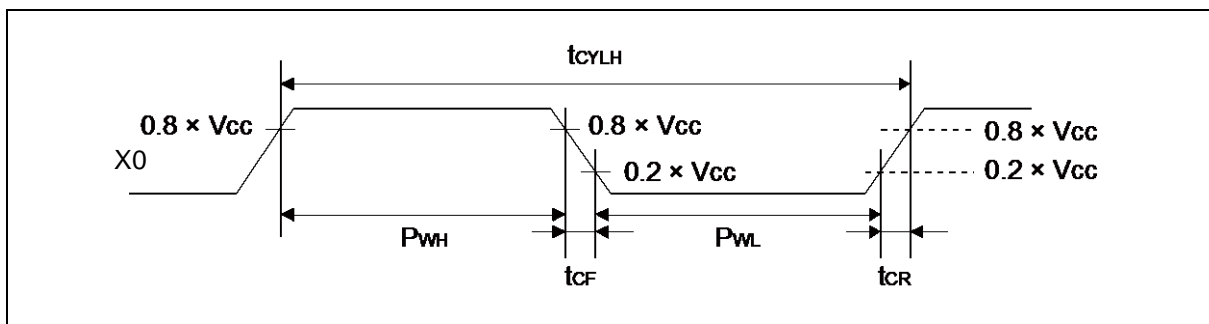 tCYLH
0.8 × VCC
0.8 × VCC
0.8 × VCC
X0
0.2 × VCC
0.2 × VCC
PWH
PWL
tCF
tCR